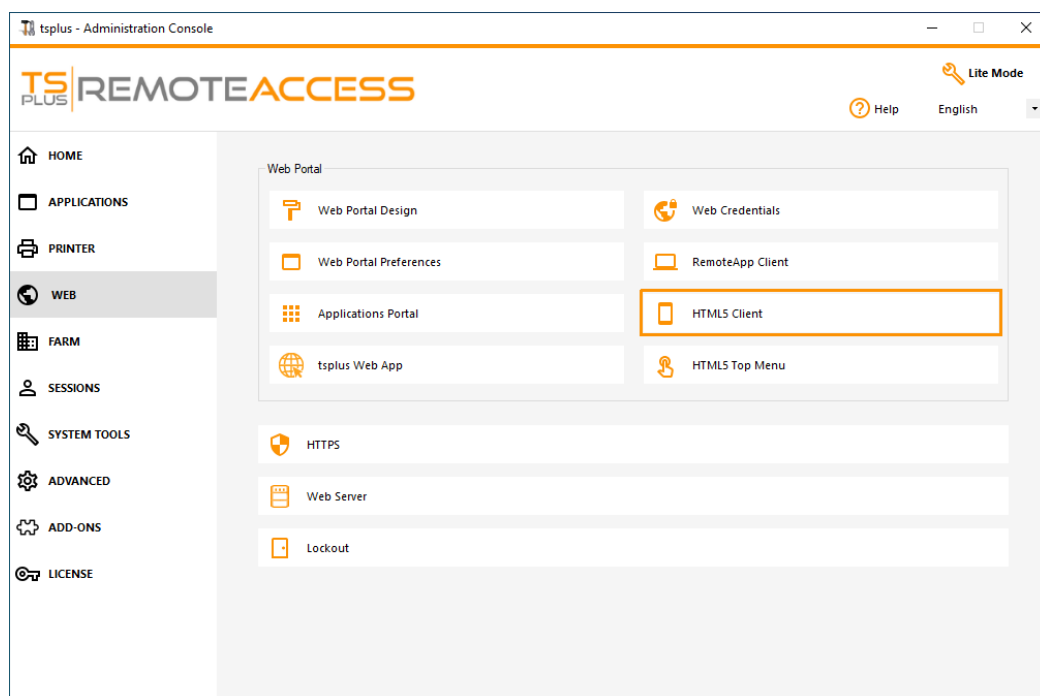 tsplus - Administration Console
TS PLUS REMOTEACCESS
Lite Mode
Help
English
HOME
APPLICATIONS
PRINTER
WEB
FARM
SESSIONS
SYSTEM TOOLS
ADVANCED
ADD-ONS
LICENSE
Web Portal
Web Portal Design
Web Credentials
Web Portal Preferences
RemoteApp Client
Applications Portal
HTML5 Client
tsplus Web App
HTML5 Top Menu
HTTPS
Web Server
Lockout